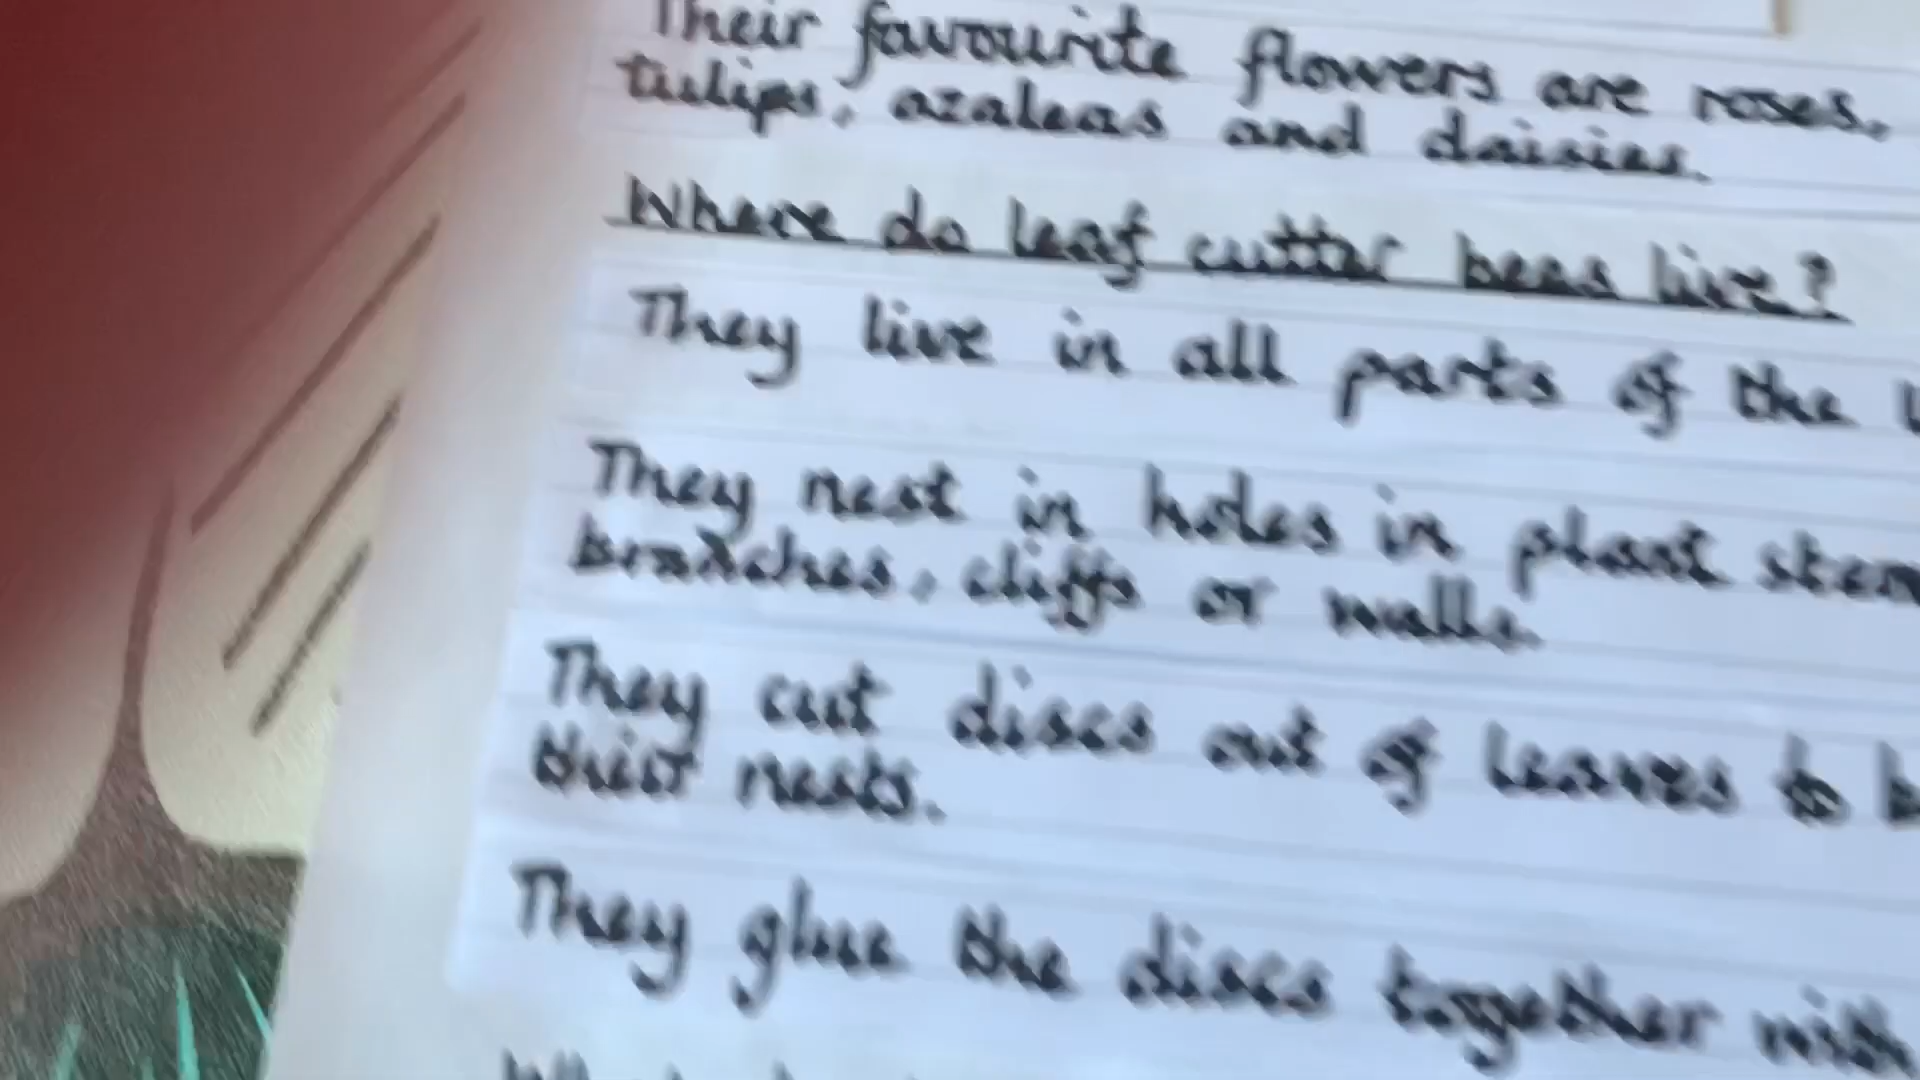 Their favourite flowers are roses,
tulips, azaleas and daisies.
Where do leaf cutter bees live?
They live in all parts of the
They nest in holes in plant stem
branches, cliffs or walls.
They cut discs out of leaves to
their nests.
They glue the discs together with